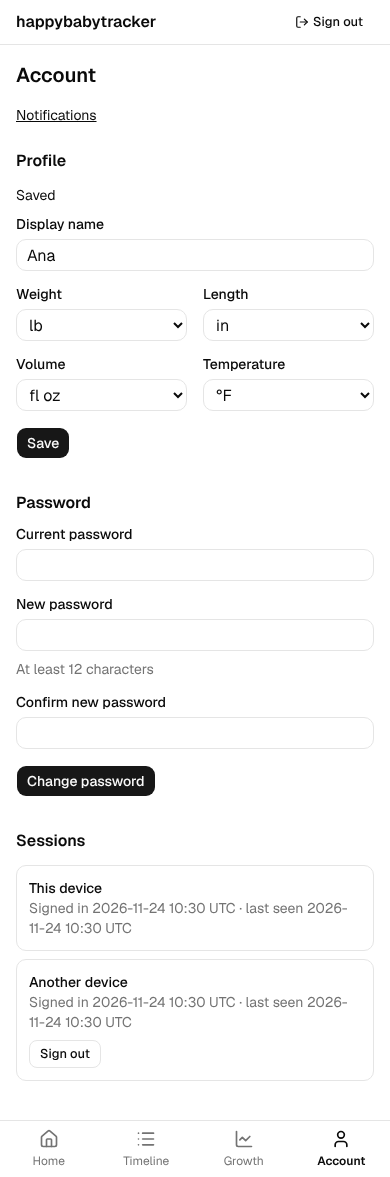 happybabytracker
Sign out
Account
Notifications
Profile
Saved
Display name
Ana
Weight
Length
lb
in
Volume
Temperature
fl oz
°F
Save
Password
Current password
New password
At least 12 characters
Confirm new password
Change password
Sessions
This device
Signed in 2026-11-24 10:30 UTC · last seen 2026-
11-24 10:30 UTC
Another device
Signed in 2026-11-24 10:30 UTC · last seen 2026-
11-24 10:30 UTC
Sign out
Home
Timeline
Growth
Account